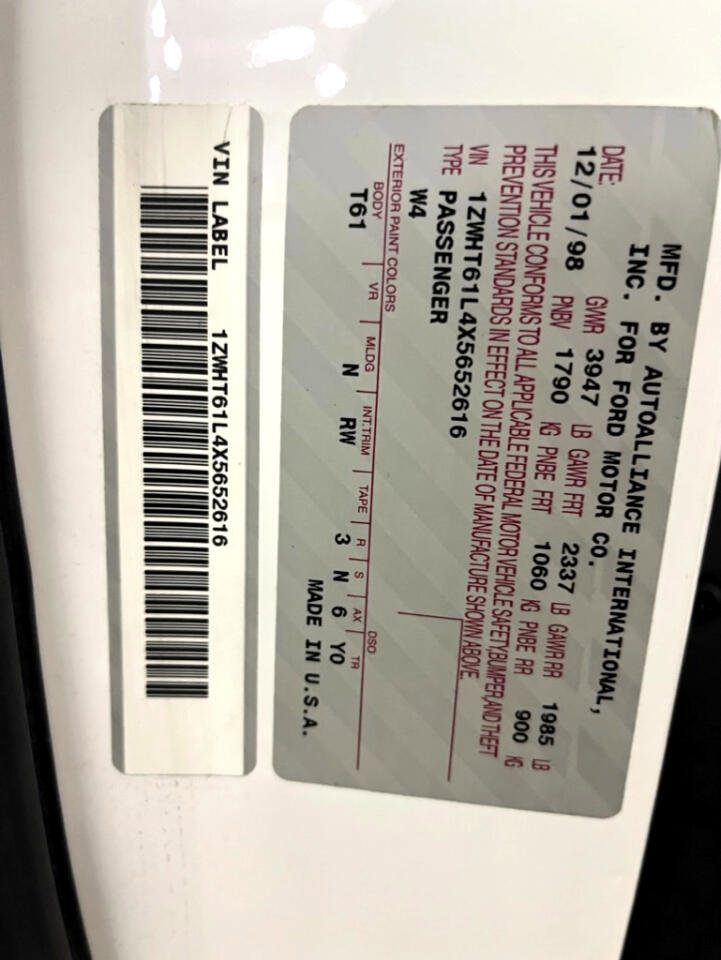 MFD. BY AUTOALLIANCE INTERNATIONAL,
INC. FOR FORD MOTOR CO.
DATE: 12/01/98 GVWR 3947 LB GAWR FRT 2337 LB GAWR RR 1985 LB
PNBV 1790 KG PNBE FRT 1060 KG PNBE RR 900 KG
THIS VEHICLE CONFORMS TO ALL APPLICABLE FEDERAL MOTOR VEHICLE SAFETY, BUMPER, AND THEFT
PREVENTION STANDARDS IN EFFECT ON THE DATE OF MANUFACTURE SHOWN ABOVE.
VIN 1ZWHT61L4X5652616
TYPE PASSENGER
W4
EXTERIOR PAINT COLORS DSO
BODY VR MLDG INT. TRIM TAPE R S AX TR
T61 N RW 3 N 6 Y0
MADE IN U.S.A.
VIN LABEL 1ZWHT61L4X5652616